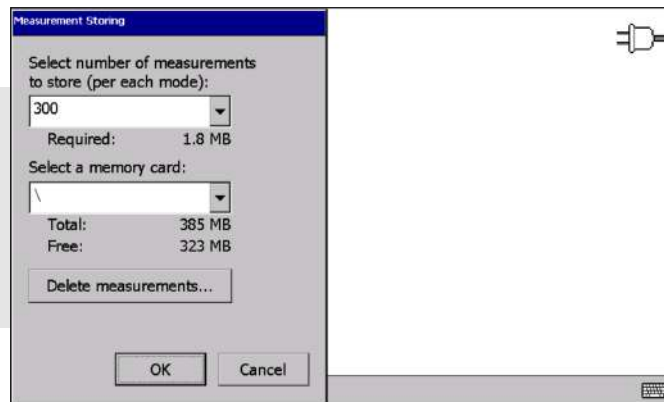 Measurement Storing
Select number of measurements
to store (per each mode):
300
Required: 1.8 MB
Select a memory card:
\
Total: 385 MB
Free: 323 MB
Delete measurements...
OK Cancel